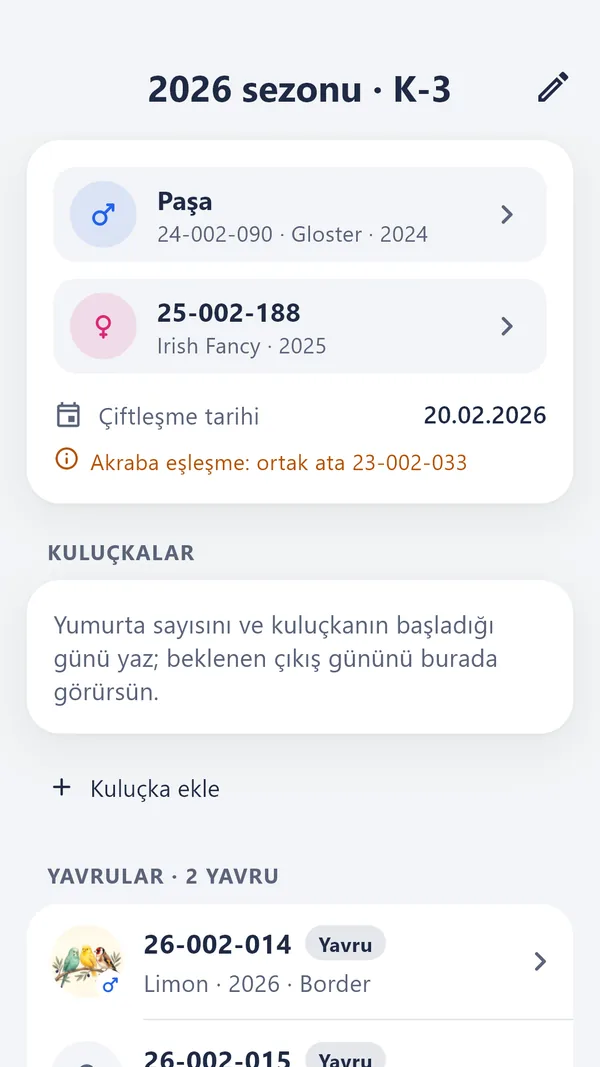 2026 sezonu · K-3
Paşa
24-002-090 · Gloster · 2024
25-002-188
Irish Fancy · 2025
Çiftleşme tarihi 20.02.2026
Akraba eşleşme: ortak ata 23-002-033
KULUÇKALAR
Yumurta sayısını ve kuluçkanın başladığı
günü yaz; beklenen çıkış gününü burada
görürsün.
+ Kuluçka ekle
YAVRULAR · 2 YAVRU
26-002-014 Yavru
Limon · 2026 · Border
26-002-015 Yavru